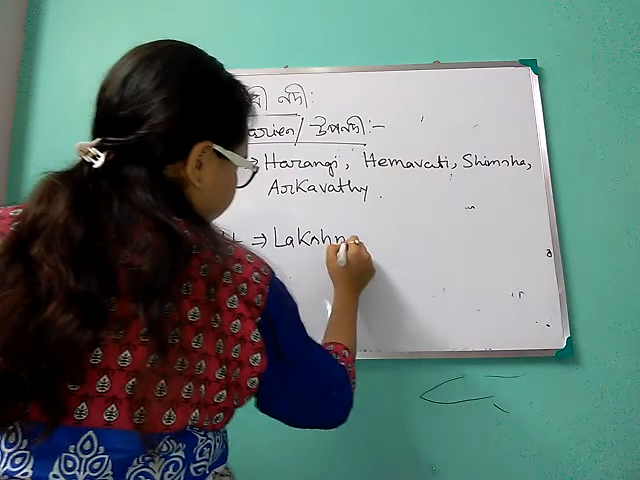 নদী:
/ উপনদী:-
⇒ Harangi, Hemavati, Shimsha,
Arkavathy.
⇒ Lakshm